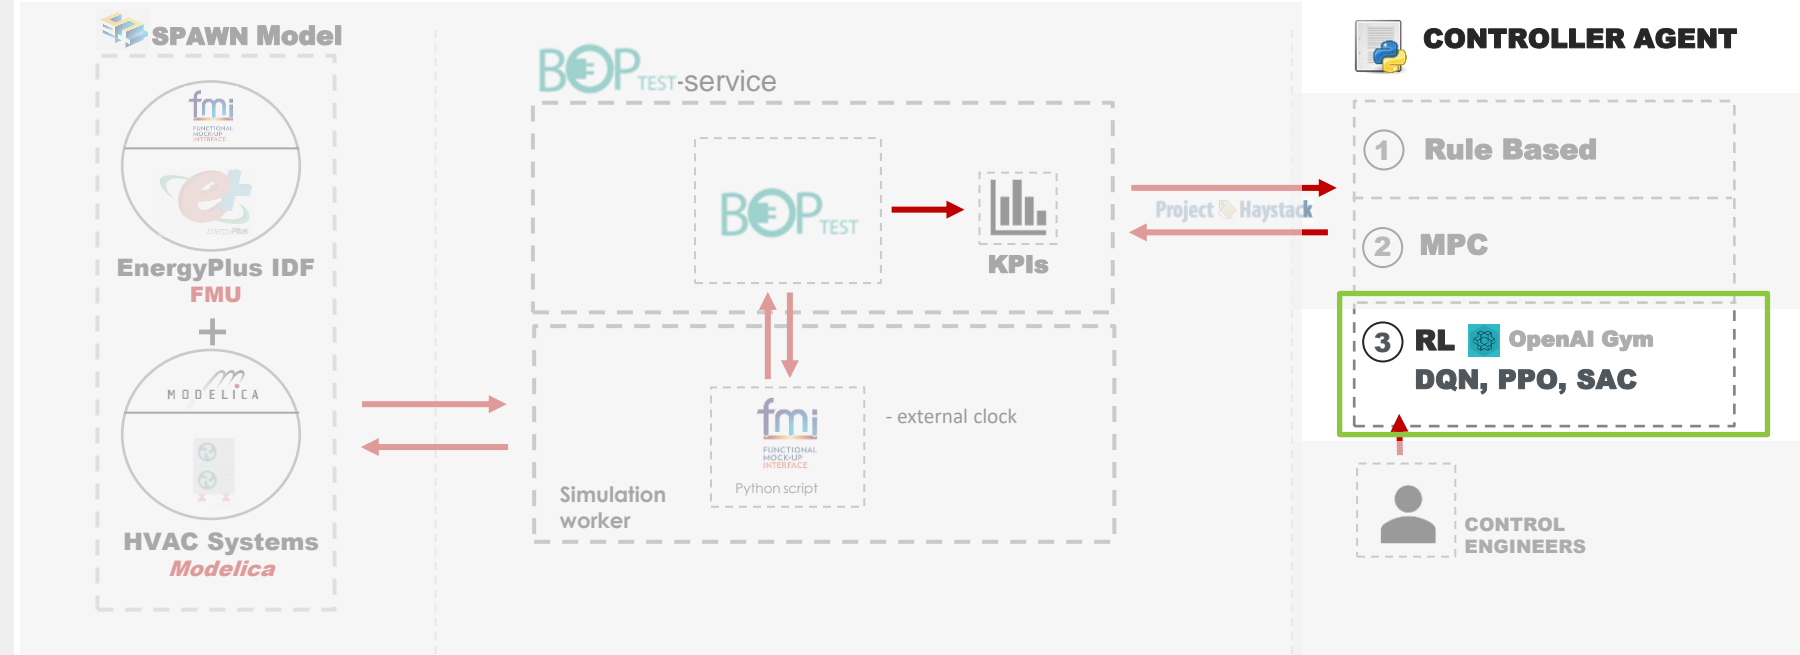 SPAWN Model
fmi
FUNCTIONAL
MOCK-UP
INTERFACE
e+
EnergyPlus
EnergyPlus IDF
FMU
+
MODELICA
HVAC Systems
Modelica
BOPTEST-service
BOPTEST
KPIs
fmi
FUNCTIONAL
MOCK-UP
INTERFACE
Python script
- external clock
Simulation
worker
Project Haystack
CONTROLLER AGENT
1 Rule Based
2 MPC
3 RL OpenAI Gym
DQN, PPO, SAC
CONTROL
ENGINEERS